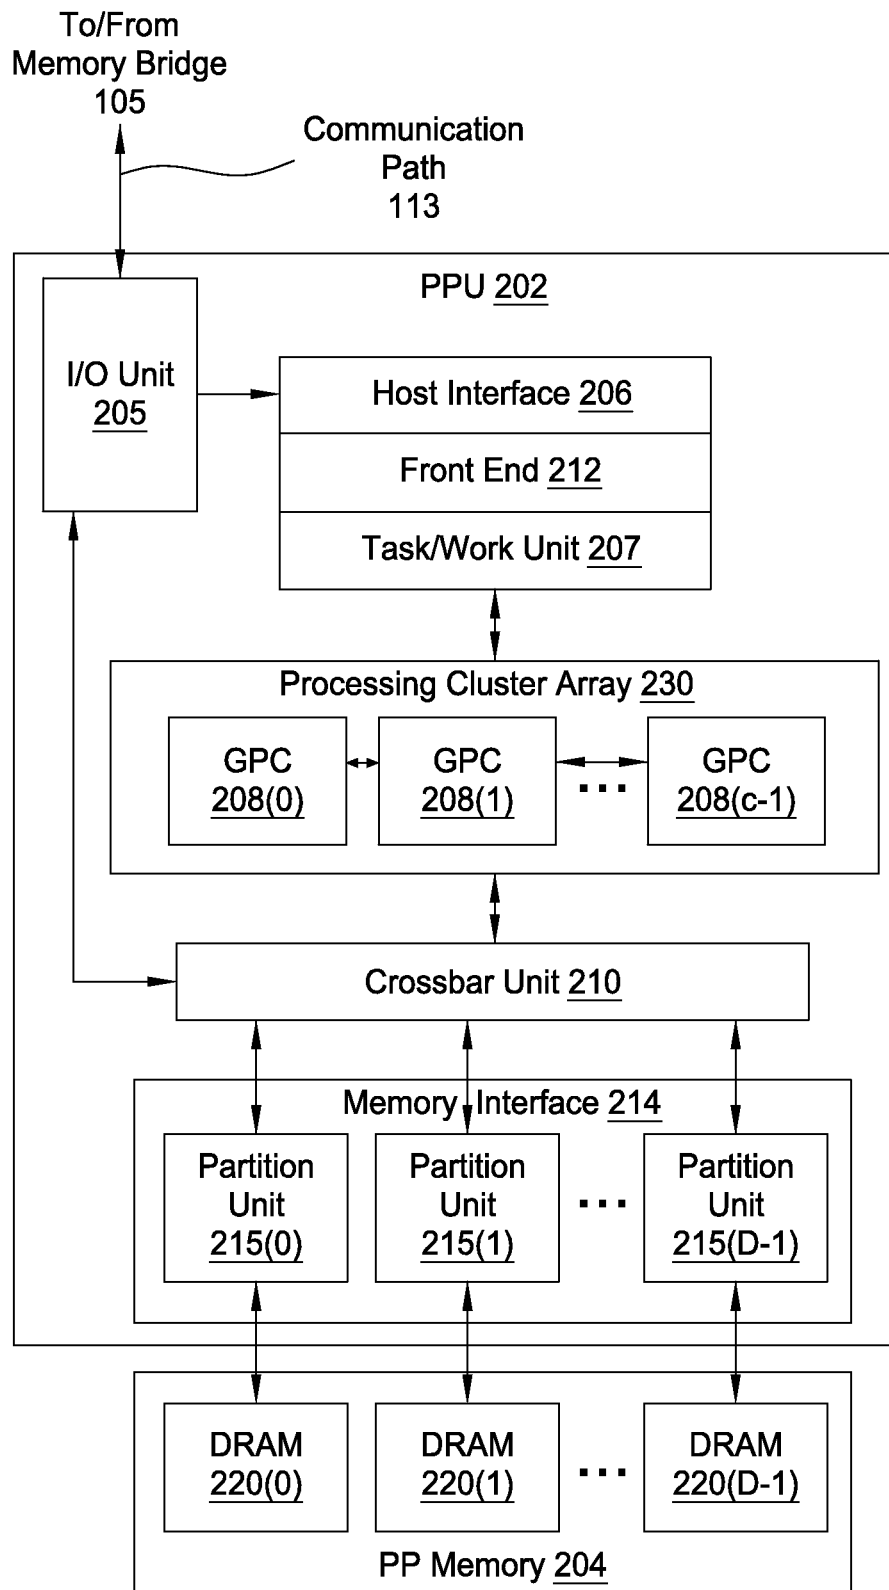 To/From
Memory Bridge
105
Communication
Path
113
PPU 202
I/O Unit
205
Host Interface 206
Front End 212
Task/Work Unit 207
Processing Cluster Array 230
GPC
208(0)
GPC
208(1)
...
GPC
208(c-1)
Crossbar Unit 210
Memory Interface 214
Partition
Unit
215(0)
Partition
Unit
215(1)
...
Partition
Unit
215(D-1)
DRAM
220(0)
DRAM
220(1)
...
DRAM
220(D-1)
PP Memory 204